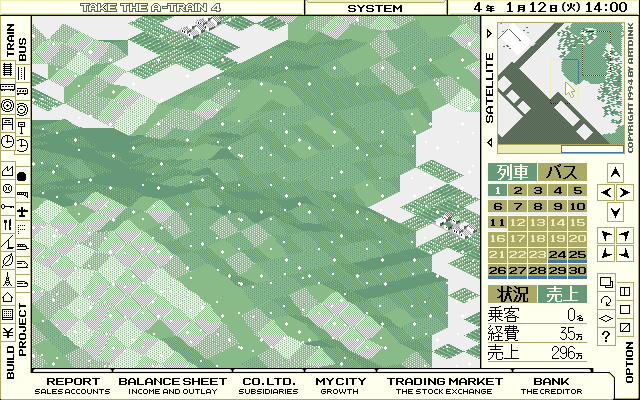 TAKE THE A-TRAIN 4
SYSTEM
4年 1月12日(火)14:00
TRAIN
BUS
SATELLITE
COPYRIGHT 1994 BY ARTDINK
列車 バス
1 2 3 4 5
6 7 8 9 10
11 12 13 14 15
16 17 18 19 20
21 22 23 24 25
26 27 28 29 30
状況 売上
乗客 0名
経費 35万
売上 296万
?
BUILD
PROJECT
OPTION
REPORT
SALES ACCOUNTS
BALANCE SHEET
INCOME AND OUTLAY
CO.LTD.
SUBSIDIARIES
MY CITY
GROWTH
TRADING MARKET
THE STOCK EXCHANGE
BANK
THE CREDITOR